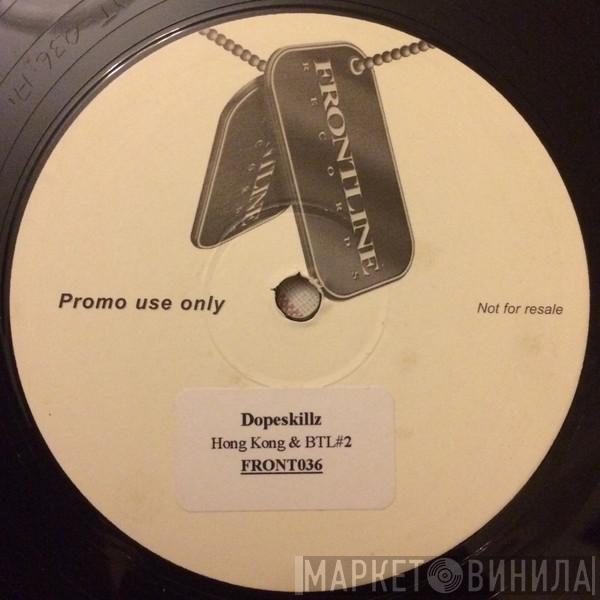 FRONTLINE
RECORDS
Promo use only
Not for resale
Dopeskillz
Hong Kong & BTL#2
FRONT036
МАРКЕТ ВИНИЛА